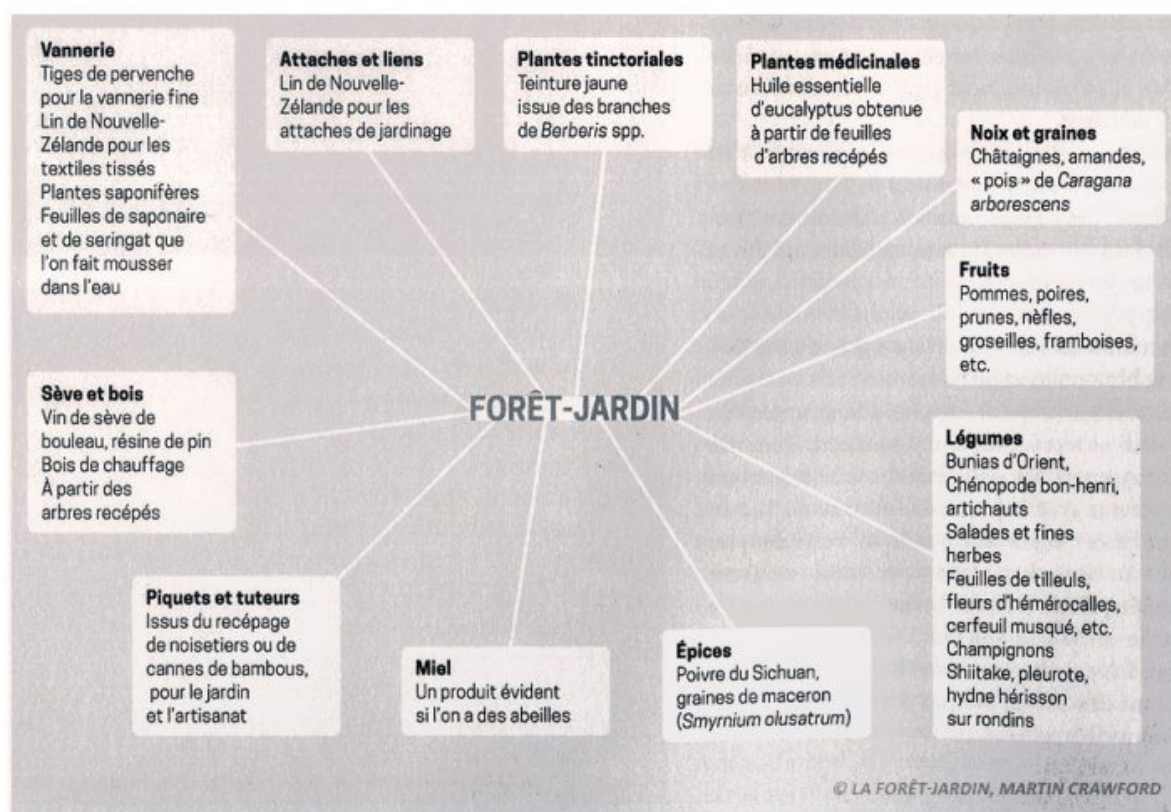 Vannerie
Tiges de pervenche
pour la vannerie fine
Lin de Nouvelle-
Zélande pour les
textiles tissés
Plantes saponifères
Feuilles de saponaire
et de seringat que
l'on fait mousser
dans l'eau
Attaches et liens
Lin de Nouvelle-
Zélande pour les
attaches de jardinage
Plantes tinctoriales
Teinture jaune
issue des branches
de Berberis spp.
Plantes médicinales
Huile essentielle
d'eucalyptus obtenue
à partir de feuilles
d'arbres recépés
Noix et graines
Châtaignes, amandes,
« pois » de Caragana
arborescens
Fruits
Pommes, poires,
prunes, nèfles,
groseilles, framboises,
etc.
FORÊT-JARDIN
Sève et bois
Vin de sève de
bouleau, résine de pin
Bois de chauffage
À partir des
arbres recépés
Légumes
Bunias d'Orient,
Chénopode bon-henri,
artichauts
Salades et fines
herbes
Feuilles de tilleuls,
fleurs d'hémérocalles,
cerfeuil musqué, etc.
Champignons
Shiitake, pleurote,
hydne hérisson
sur rondins
Piquets et tuteurs
Issus du recépage
de noisetiers ou de
cannes de bambous,
pour le jardin
et l'artisanat
Miel
Un produit évident
si l'on a des abeilles
Épices
Poivre du Sichuan,
graines de maceron
(Smyrnium olusatrum)
© LA FORÊT-JARDIN, MARTIN CRAWFORD